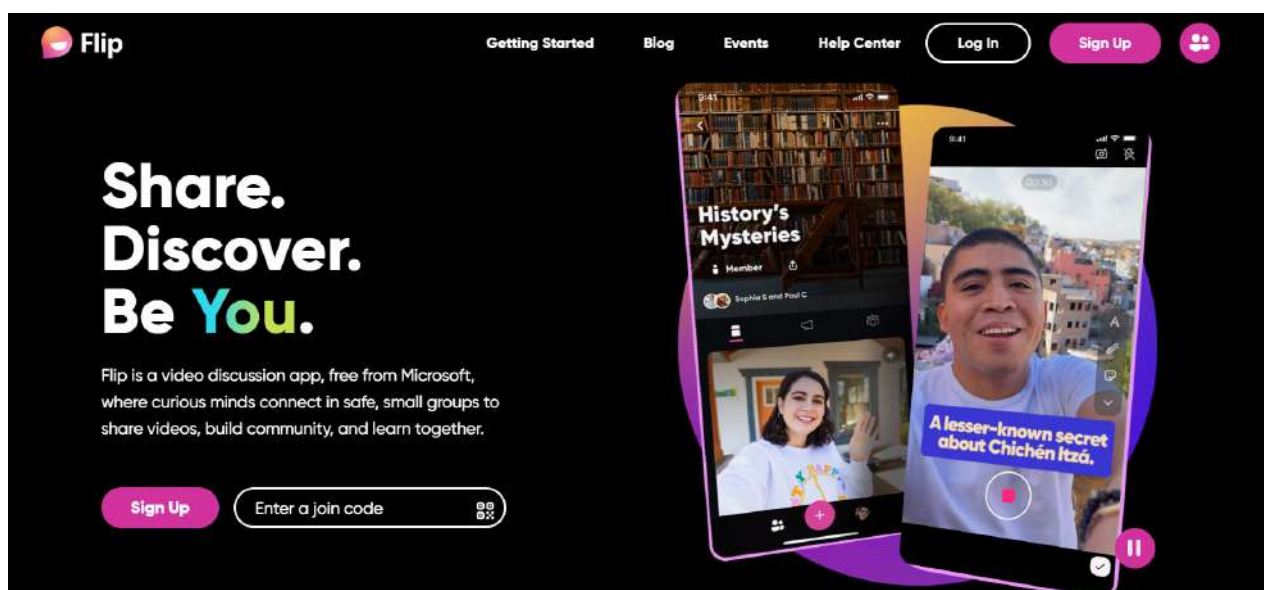 Flip
Getting Started
Blog
Events
Help Center
Log In
Sign Up
Share.
Discover.
Be You.
Flip is a video discussion app, free from Microsoft,
where curious minds connect in safe, small groups to
share videos, build community, and learn together.
Sign Up
Enter a join code
9:41
History's
Mysteries
Member
Sophia S and Paul C
9:41
00:30
A lesser-known secret
about Chichén Itzá.